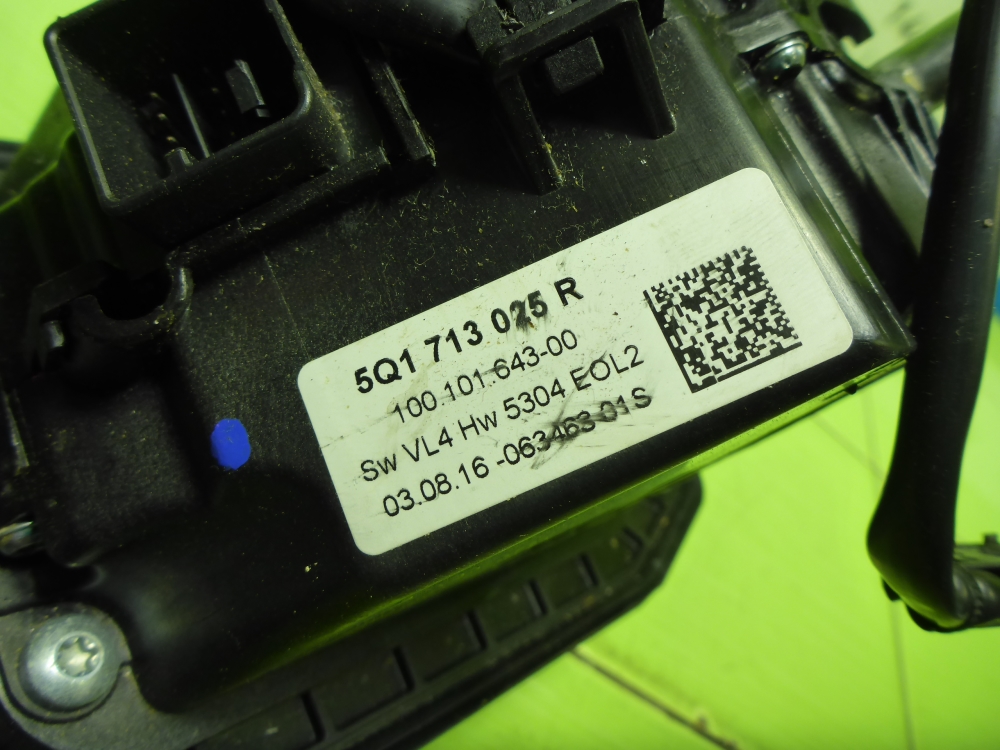 5Q1 713 025 R
100 101.643-00
Sw VL4 Hw 5304 EOL2
03.08.16 -063463 01S